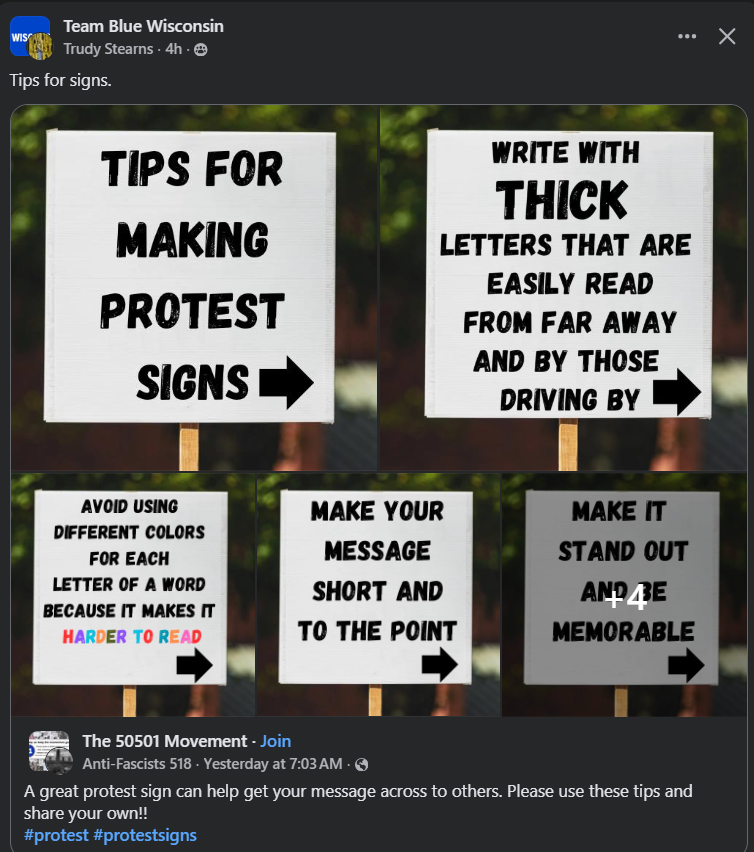 Team Blue Wisconsin
Trudy Stearns · 4h ·
Tips for signs.
TIPS FOR
MAKING
PROTEST
SIGNS
WRITE WITH
THICK
LETTERS THAT ARE
EASILY READ
FROM FAR AWAY
AND BY THOSE
DRIVING BY
AVOID USING
DIFFERENT COLORS
FOR EACH
LETTER OF A WORD
BECAUSE IT MAKES IT
HARDER TO READ
MAKE YOUR
MESSAGE
SHORT AND
TO THE POINT
MAKE IT
STAND OUT
AND BE
MEMORABLE
+4
The 50501 Movement · Join
Anti-Fascists 518 · Yesterday at 7:03 AM ·
A great protest sign can help get your message across to others. Please use these tips and
share your own!!
#protest #protestsigns